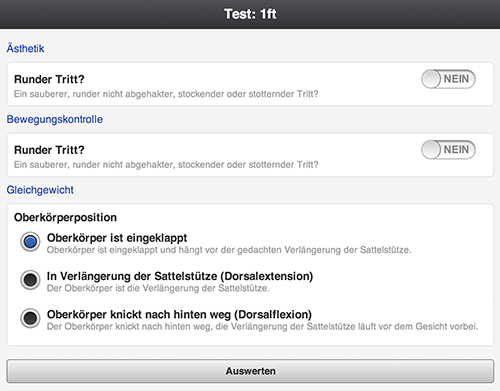 Test: 1ft
Ästhetik
Runder Tritt?
NEIN
Ein sauberer, runder nicht abgehakter, stockender oder stotternder Tritt?
Bewegungskontrolle
Runder Tritt?
NEIN
Ein sauberer, runder nicht abgehakter, stockender oder stotternder Tritt?
Gleichgewicht
Oberkörperposition
Oberkörper ist eingeklappt
Oberkörper ist eingeklappt und hängt vor der gedachten Verlängerung der Sattelstütze.
In Verlängerung der Sattelstütze (Dorsalextension)
Der Oberkörper ist die Verlängerung der Sattelstütze.
Oberkörper knickt nach hinten weg (Dorsalflexion)
Der Oberkörper knickt nach hinten weg, die Verlängerung der Sattelstütze läuft vor dem Gesicht vorbei.
Auswerten